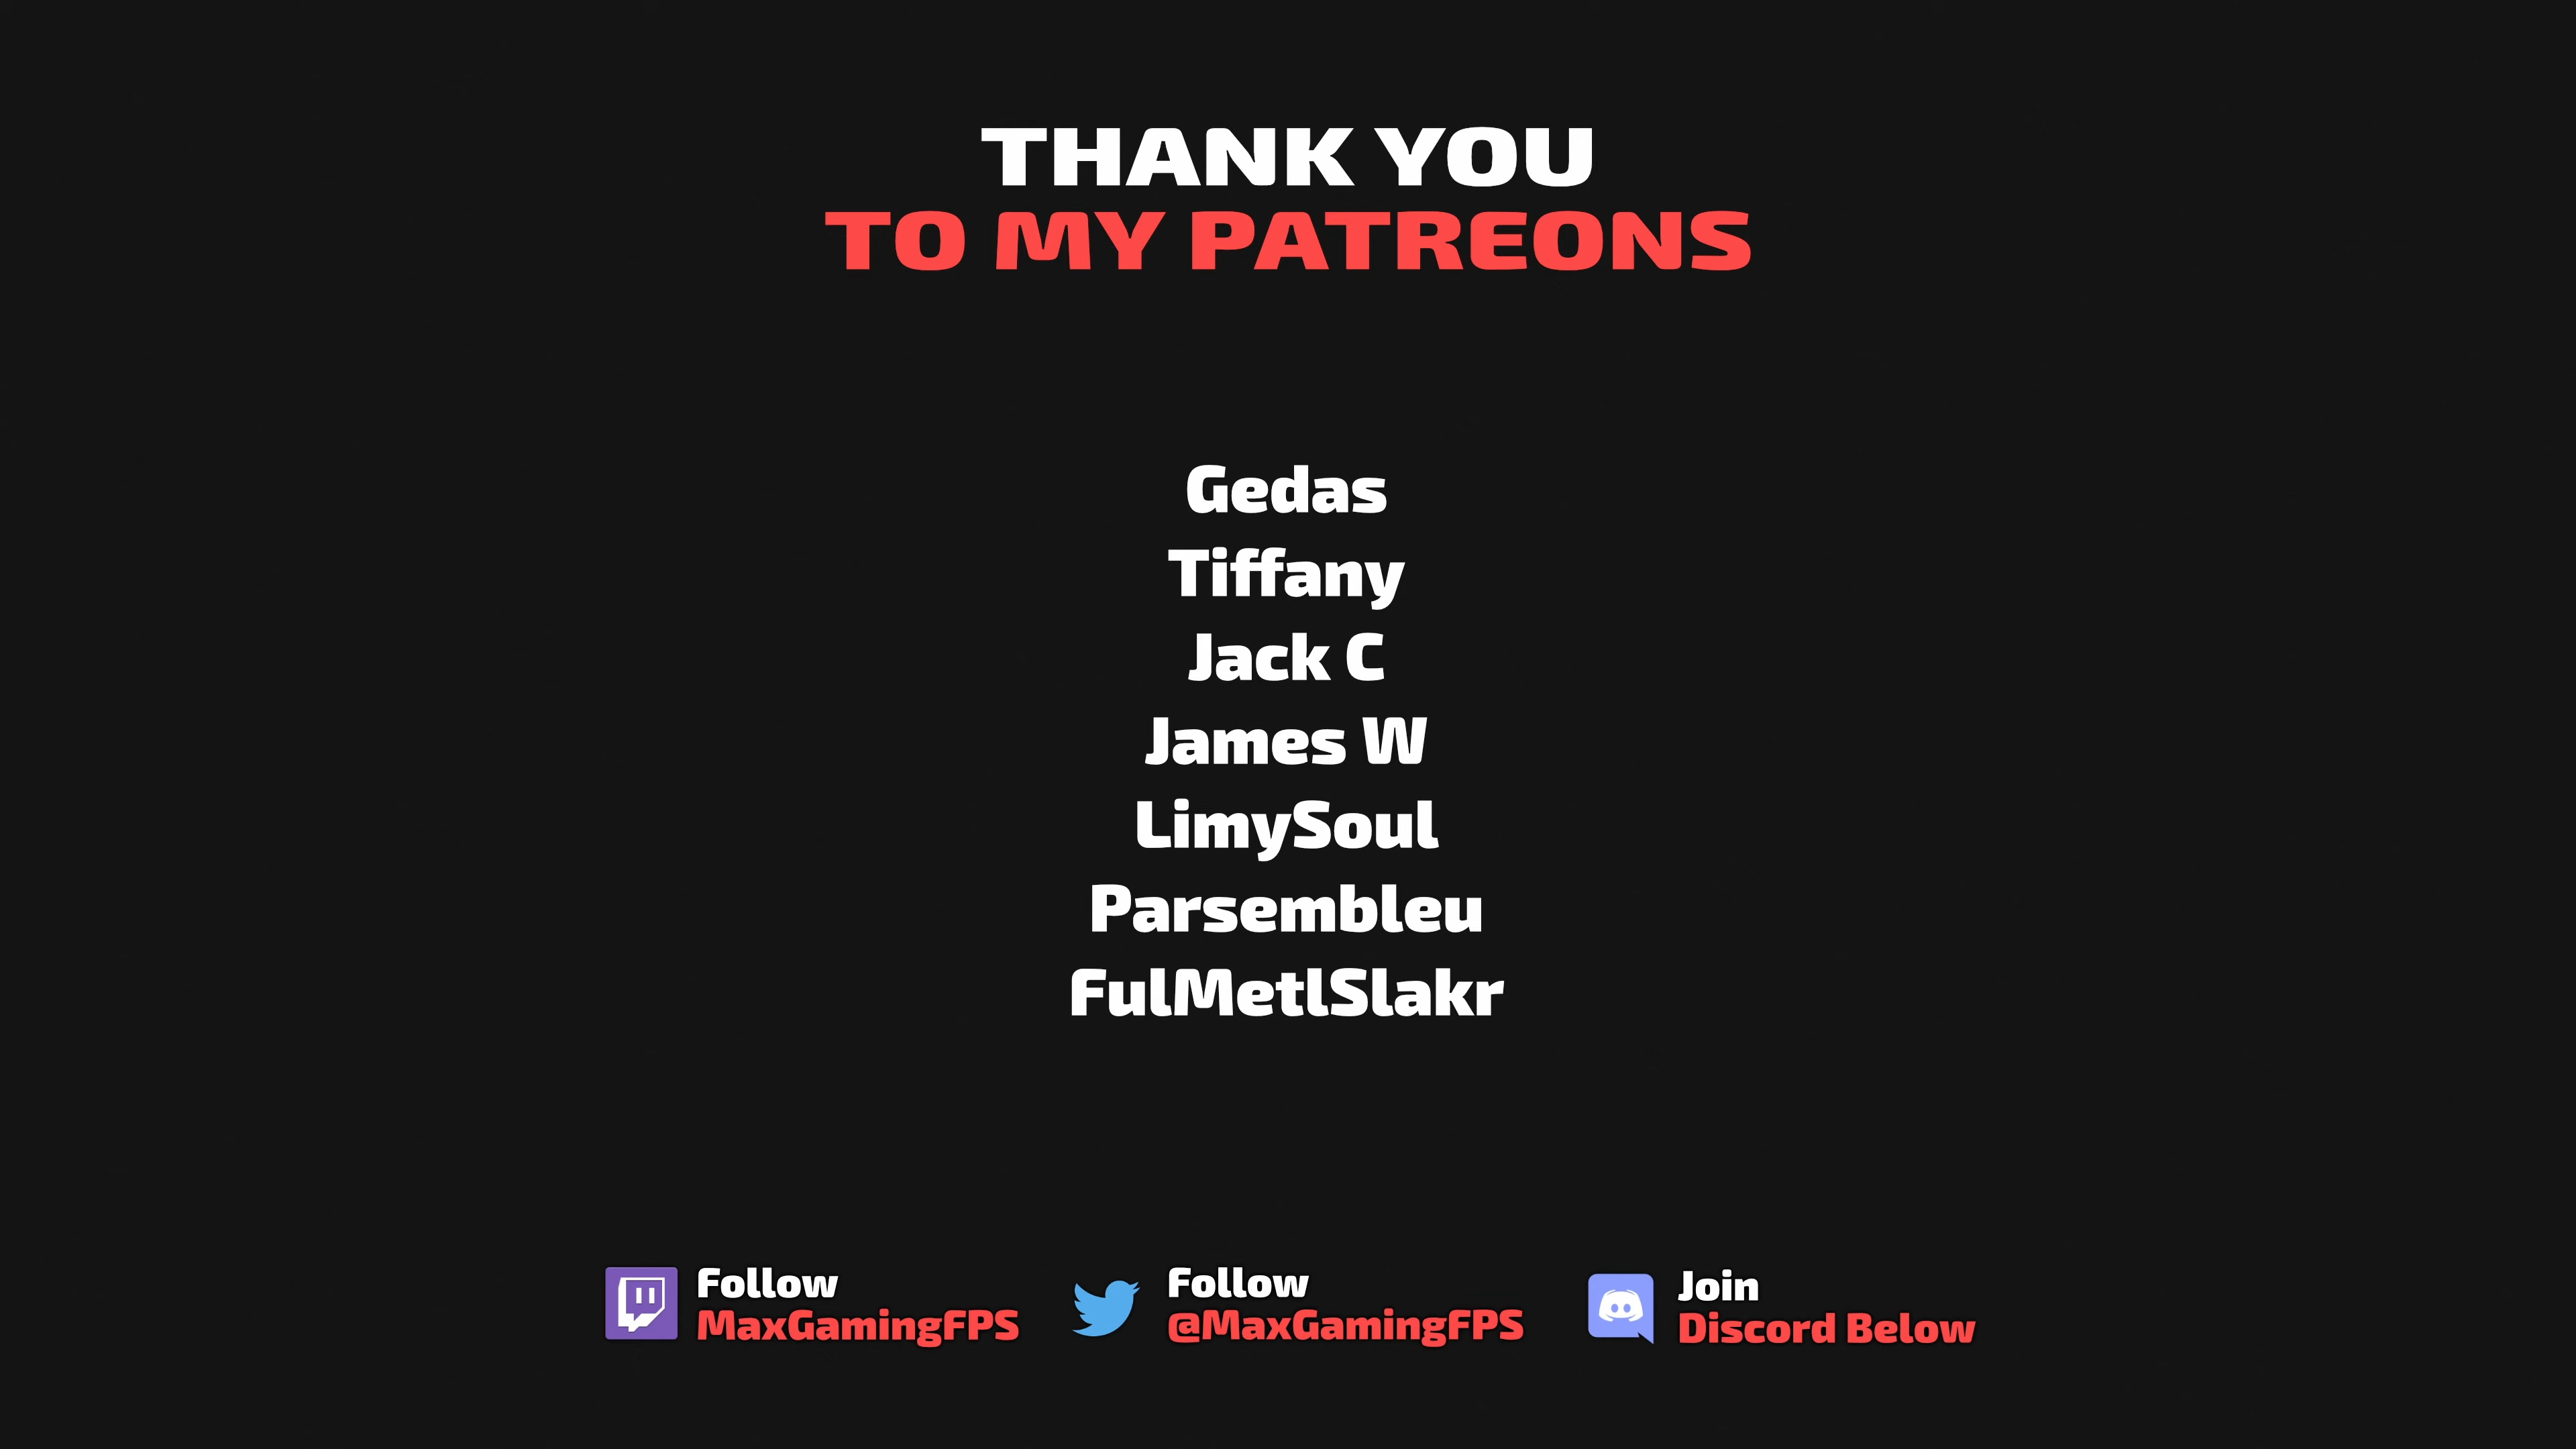 THANK YOU
TO MY PATREONS
Gedas
Tiffany
Jack C
James W
LimySoul
Parsembleu
FulMetlSlakr
Follow
MaxGamingFPS
Follow
@MaxGamingFPS
Join
Discord Below